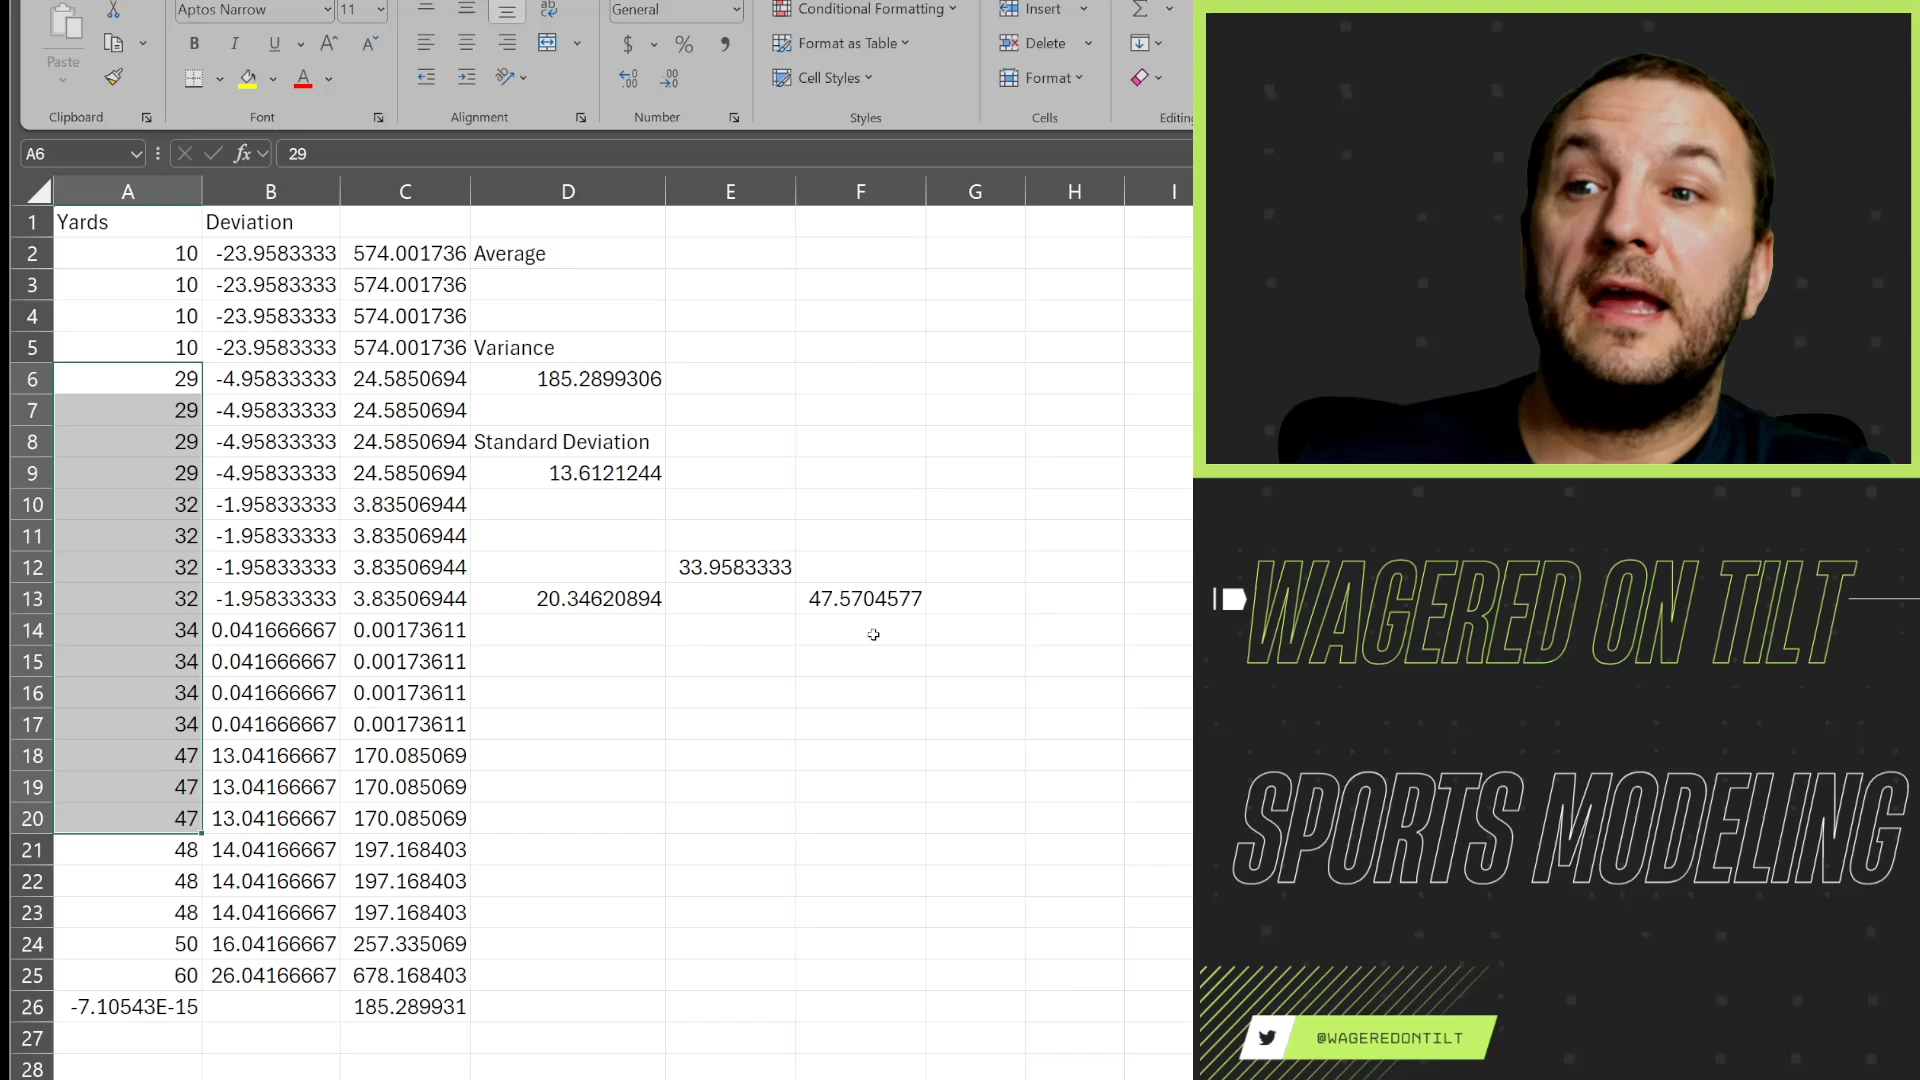 Aptos Narrow 11 General Conditional Formatting Insert
Paste B I U A A $ % Format as Table Delete
Cell Styles Format
Clipboard Font Alignment Number Styles Cells Editin
A6 fx 29
A B C D E F G H I
1 Yards Deviation
2 10 -23.9583333 574.001736 Average
3 10 -23.9583333 574.001736
4 10 -23.9583333 574.001736
5 10 -23.9583333 574.001736 Variance
6 29 -4.95833333 24.5850694 185.2899306
7 29 -4.95833333 24.5850694
8 29 -4.95833333 24.5850694 Standard Deviation
9 29 -4.95833333 24.5850694 13.6121244
10 32 -1.95833333 3.83506944
11 32 -1.95833333 3.83506944
12 32 -1.95833333 3.83506944 33.9583333
13 32 -1.95833333 3.83506944 20.34620894 47.5704577
14 34 0.041666667 0.00173611
15 34 0.041666667 0.00173611
16 34 0.041666667 0.00173611
17 34 0.041666667 0.00173611
18 47 13.04166667 170.085069
19 47 13.04166667 170.085069
20 47 13.04166667 170.085069
21 48 14.04166667 197.168403
22 48 14.04166667 197.168403
23 48 14.04166667 197.168403
24 50 16.04166667 257.335069
25 60 26.04166667 678.168403
26 -7.10543E-15 185.289931
27
28
WAGERED ON TILT
SPORTS MODELING
@WAGEREDONTILT